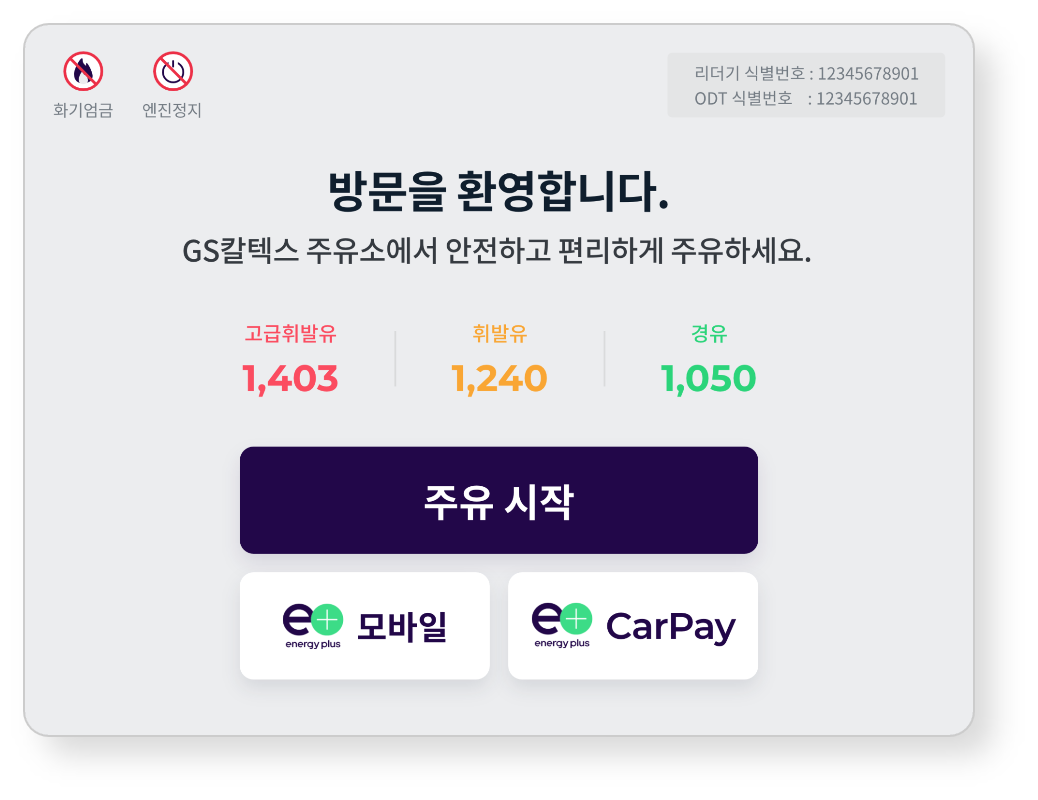 화기엄금
엔진정지
리더기 식별번호 : 12345678901
ODT 식별번호 : 12345678901
방문을 환영합니다.
GS칼텍스 주유소에서 안전하고 편리하게 주유하세요.
고급휘발유
1,403
휘발유
1,240
경유
1,050
주유 시작
e+
energy plus
모바일
e+
energy plus
CarPay